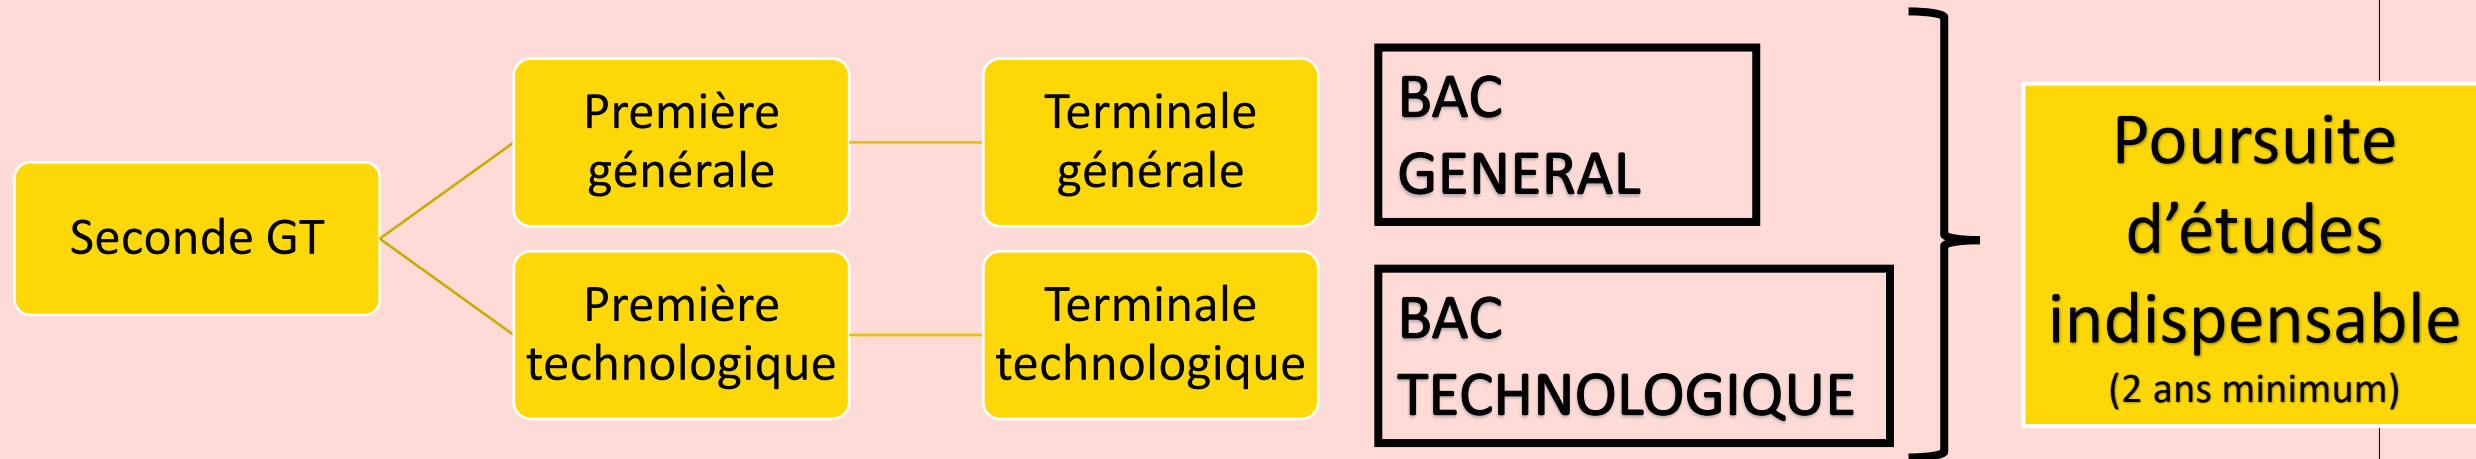 Seconde GT
Première
générale
Terminale
générale
BAC
GENERAL
Première
technologique
Terminale
technologique
BAC
TECHNOLOGIQUE
Poursuite
d’études
indispensable
(2 ans minimum)